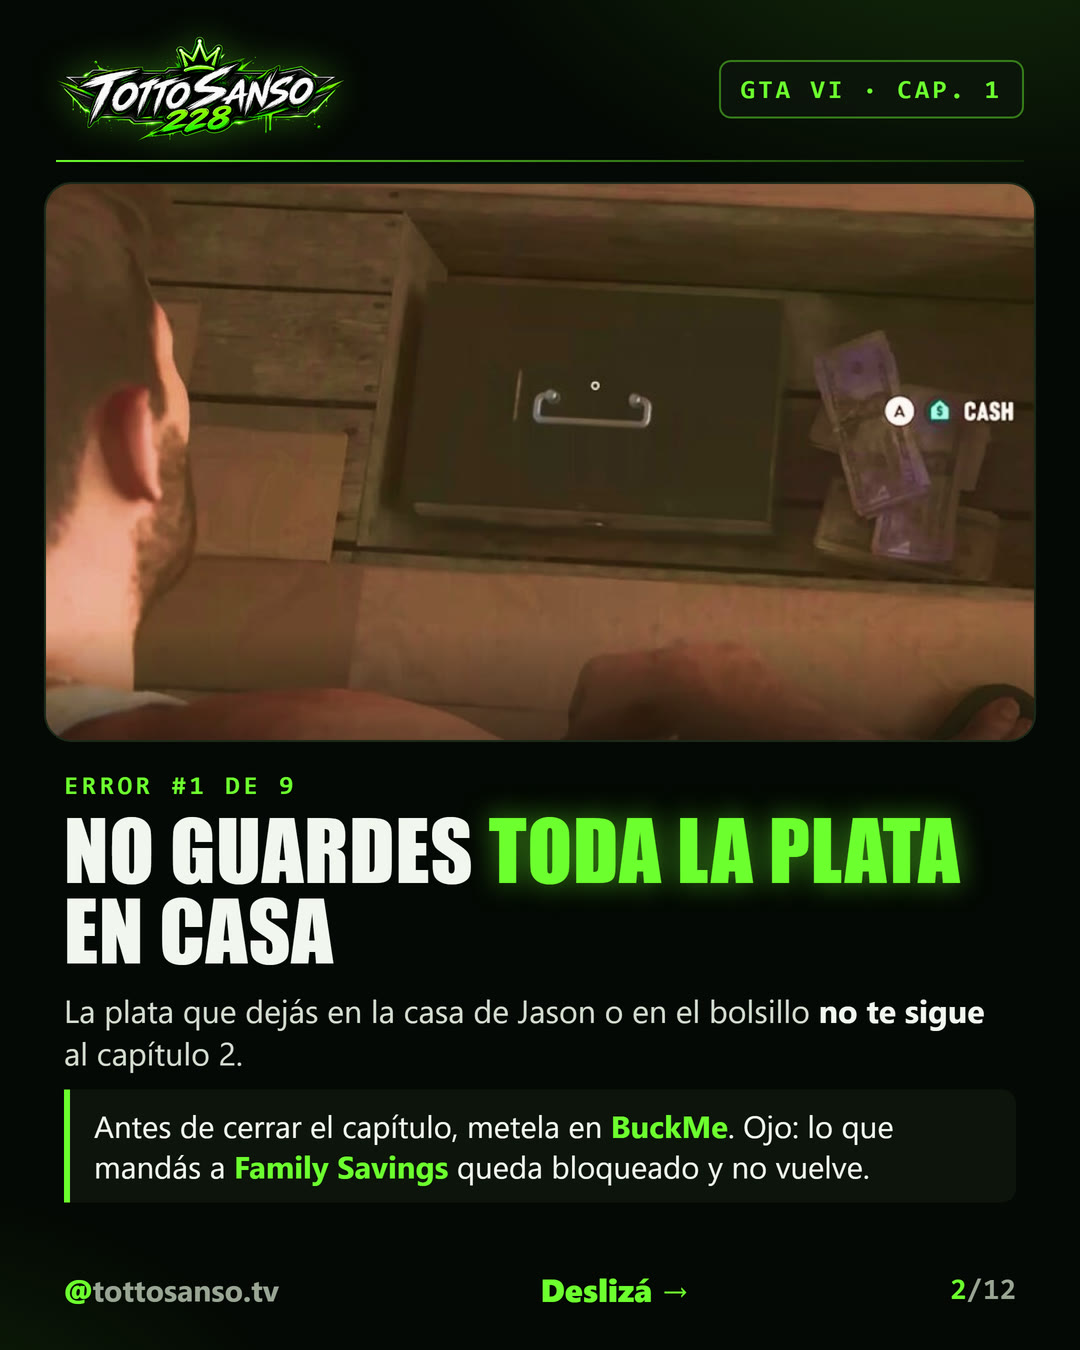 TOTTOSANSO
228
GTA VI · CAP. 1
A $ CASH
ERROR #1 DE 9
NO GUARDES TODA LA PLATA
EN CASA
La plata que dejás en la casa de Jason o en el bolsillo no te sigue
al capítulo 2.
Antes de cerrar el capítulo, metela en BuckMe. Ojo: lo que
mandás a Family Savings queda bloqueado y no vuelve.
@tottosanso.tv
Deslizá →
2/12